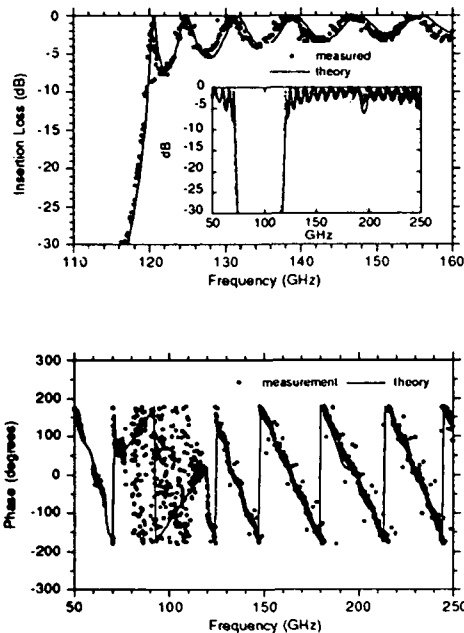 0
-5
-10
-15
-20
-25
-30
Insertion Loss (dB)
110 120 130 140 150 160
Frequency (GHz)
measured
theory
0
-5
-10
-15
-20
-25
-30
dB
50 100 150 200 250
GHz
300
200
100
0
-100
-200
-300
Phase (degrees)
measurement theory
50 100 150 200 250
Frequency (GHz)